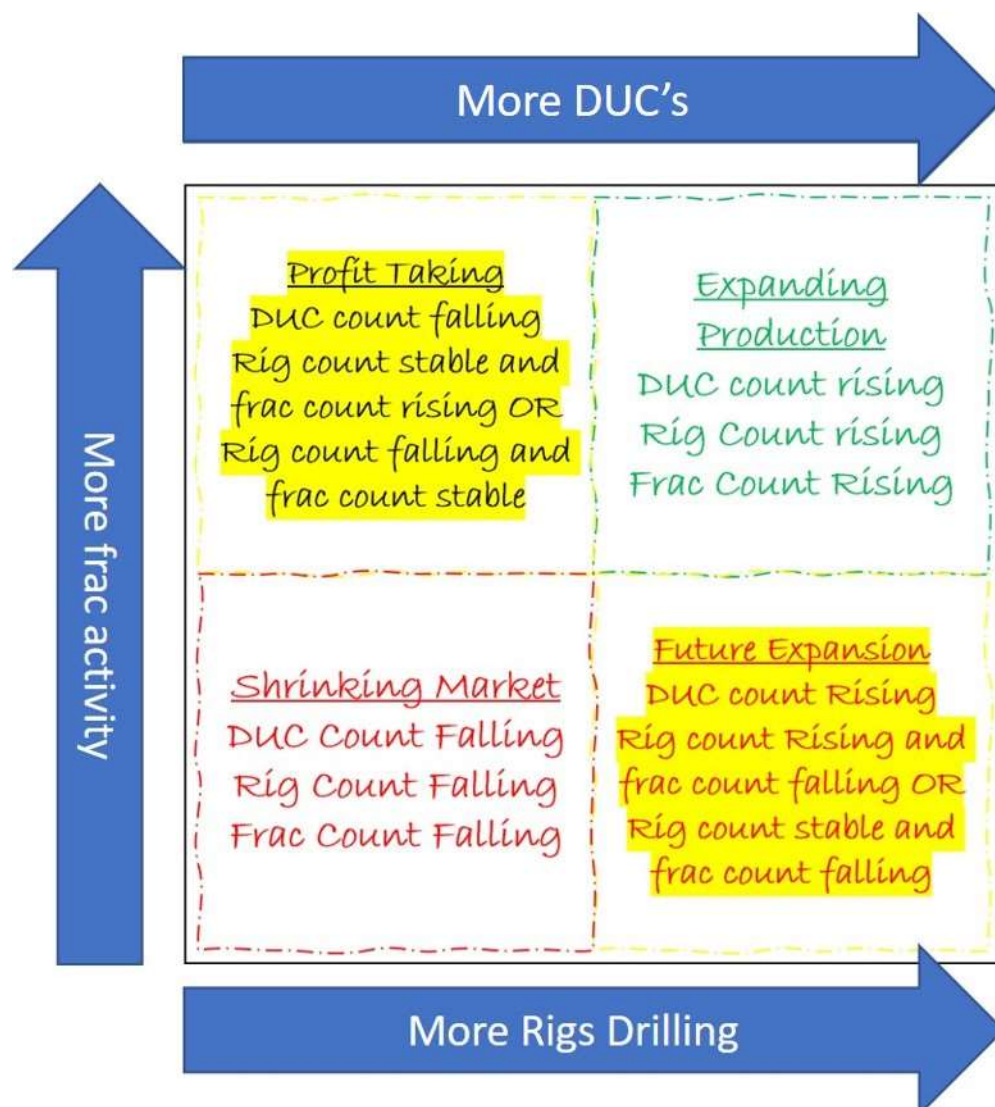 More DUC's
More frac activity
Profit Taking
DUC count falling
Rig count stable and
frac count rising OR
Rig count falling and
frac count stable
Expanding
Production
DUC count rising
Rig Count rising
Frac Count Rising
Shrinking Market
DUC Count Falling
Rig Count Falling
Frac Count Falling
Future Expansion
DUC count Rising
Rig count Rising and
frac count falling OR
Rig count stable and
frac count falling
More Rigs Drilling